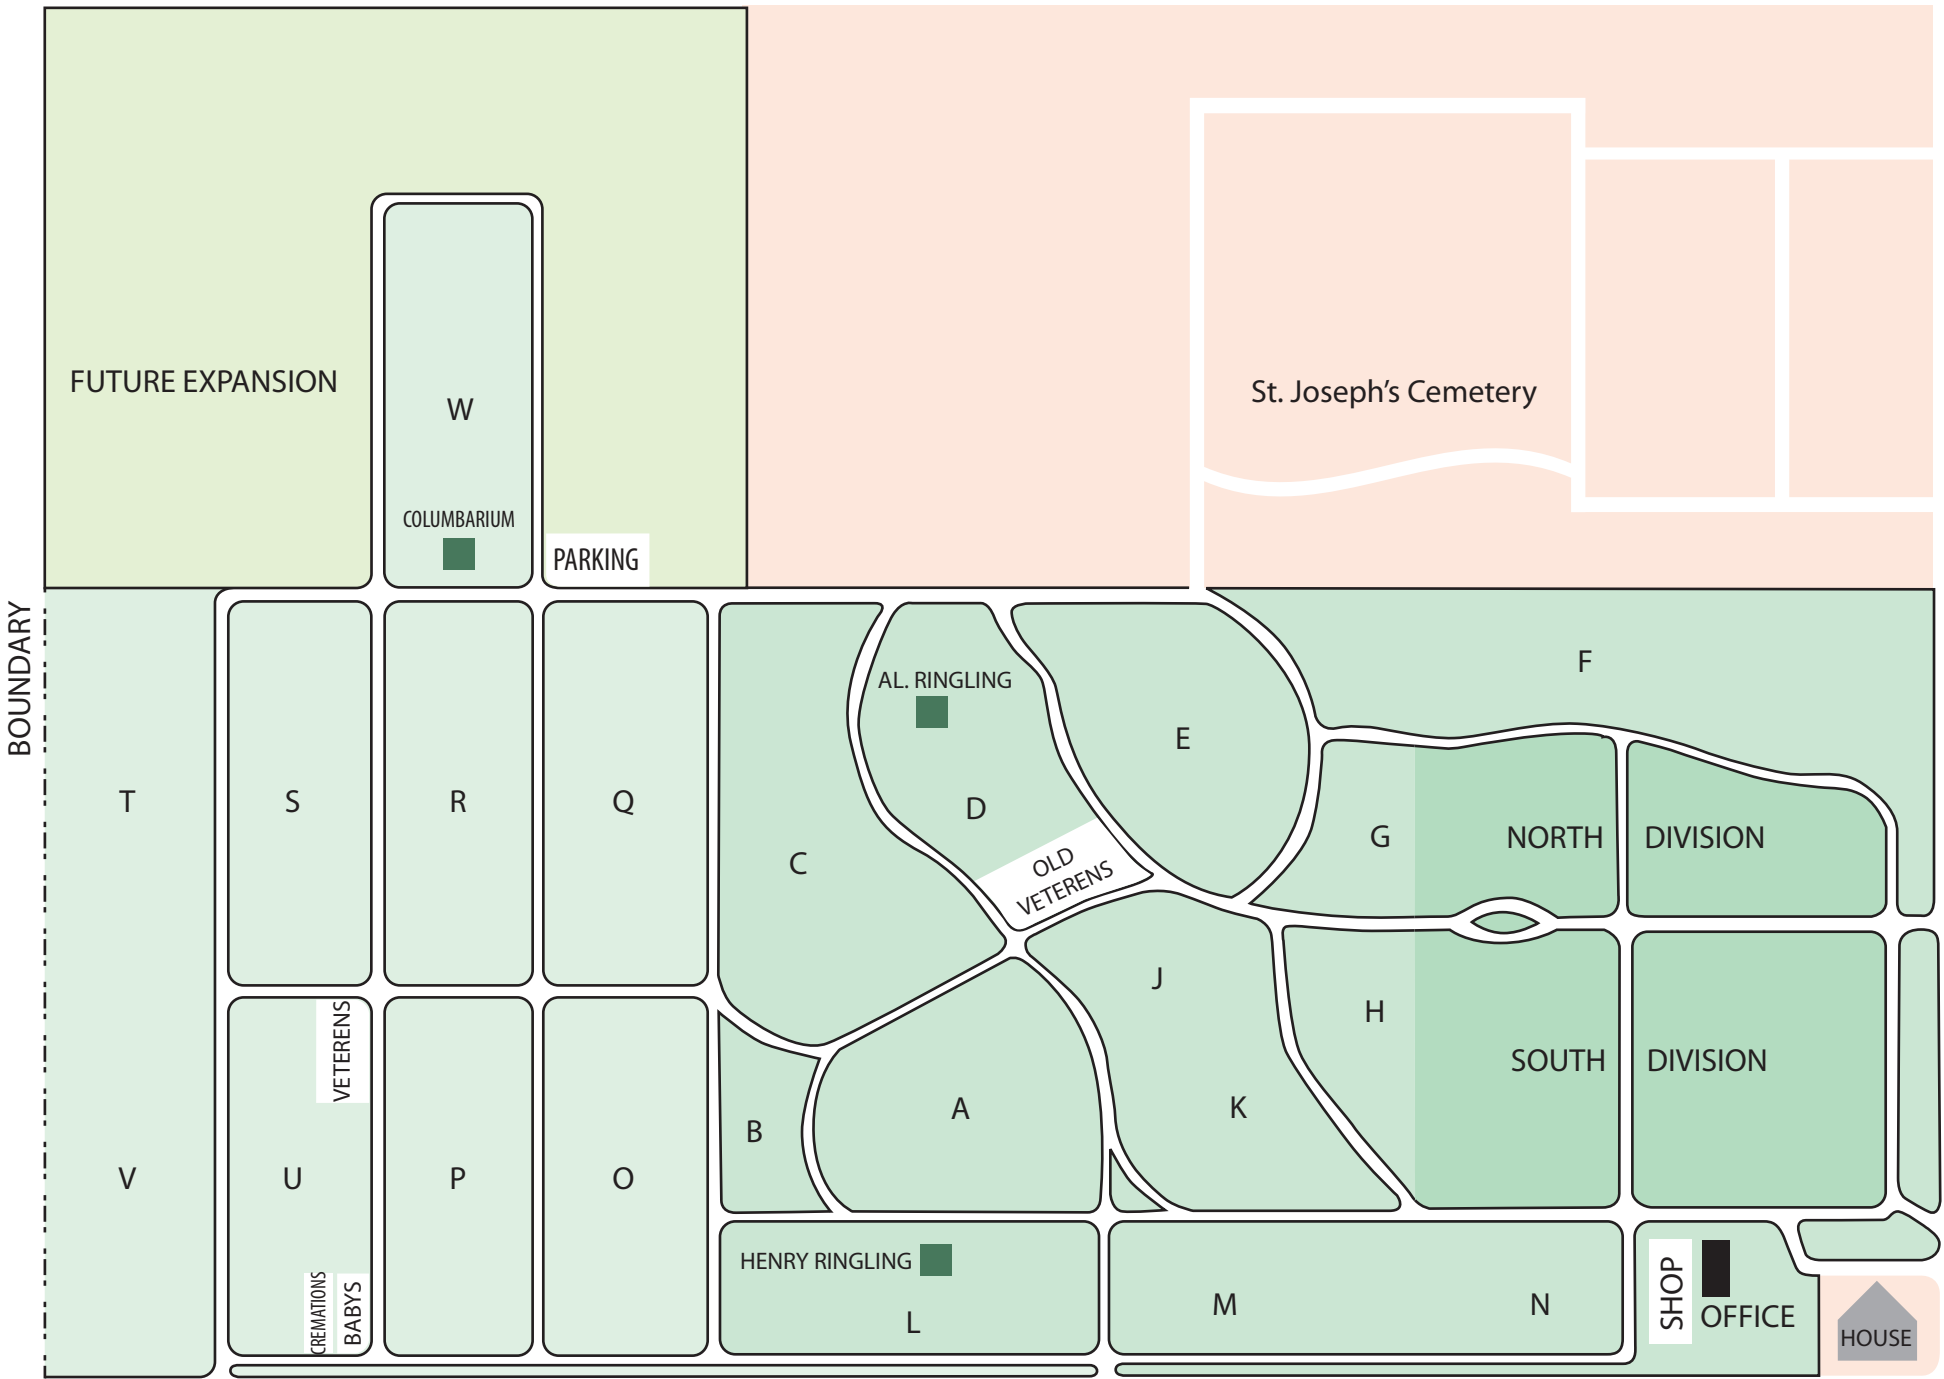 FUTURE EXPANSION
W
St. Joseph's Cemetery
COLUMBARIUM
PARKING
BOUNDARY
F
AL. RINGLING
E
T
S
R
Q
D
C
G
NORTH
DIVISION
OLD
VETERENS
J
H
VETERENS
SOUTH
DIVISION
A
K
B
V
U
P
O
HENRY RINGLING
L
M
N
CREMATIONS
BABYS
SHOP
OFFICE
HOUSE